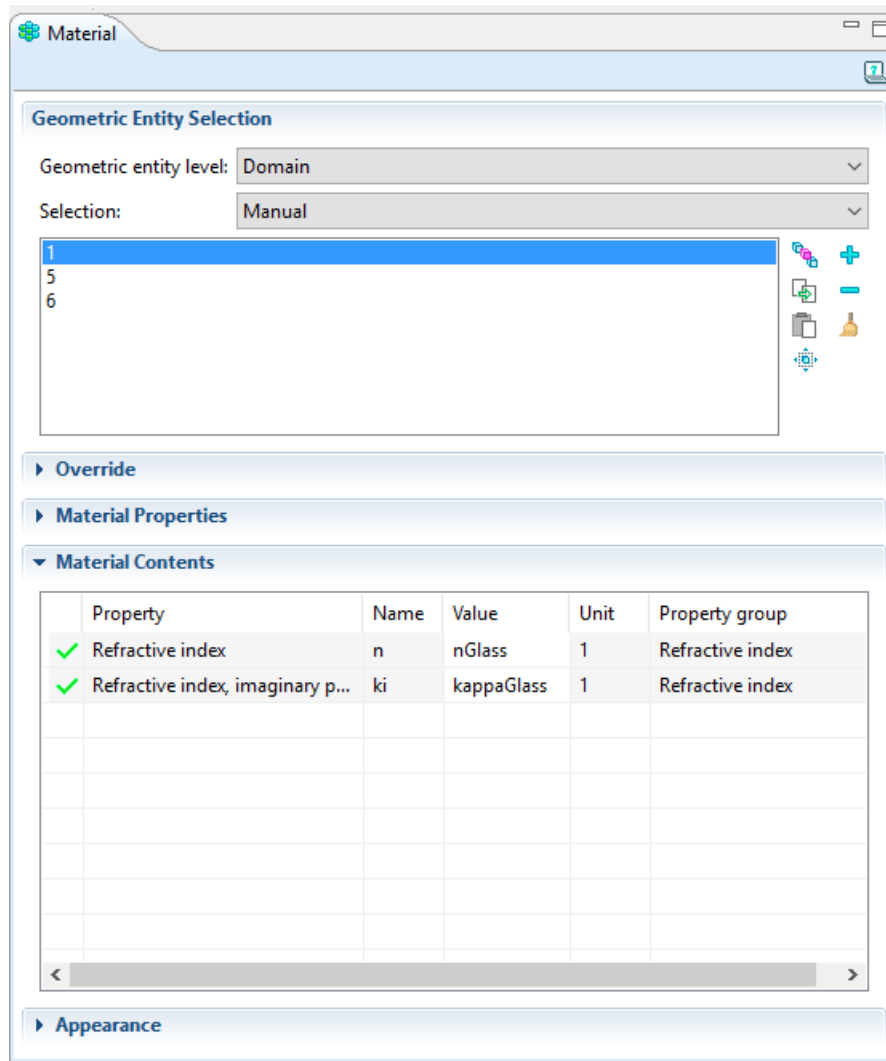 Material
Geometric Entity Selection
Geometric entity level: Domain
Selection: Manual
1
5
6
Override
Material Properties
Material Contents
Property Name Value Unit Property group
Refractive index n nGlass 1 Refractive index
Refractive index, imaginary p... ki kappaGlass 1 Refractive index
Appearance